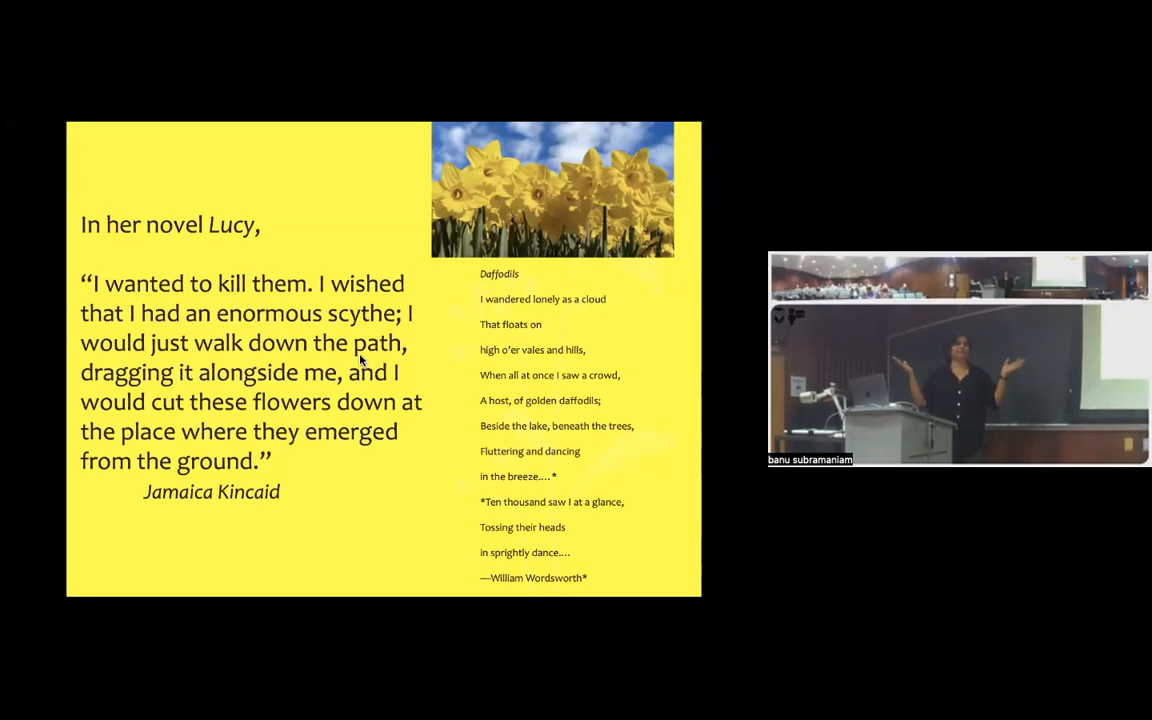 In her novel Lucy,
“I wanted to kill them. I wished
that I had an enormous scythe; I
would just walk down the path,
dragging it alongside me, and I
would cut these flowers down at
the place where they emerged
from the ground.”
Jamaica Kincaid
Daffodils
I wandered lonely as a cloud
That floats on
high o’er vales and hills,
When all at once I saw a crowd,
A host, of golden daffodils;
Beside the lake, beneath the trees,
Fluttering and dancing
in the breeze.... *
*Ten thousand saw I at a glance,
Tossing their heads
in sprightly dance....
—William Wordsworth*
banu subramaniam